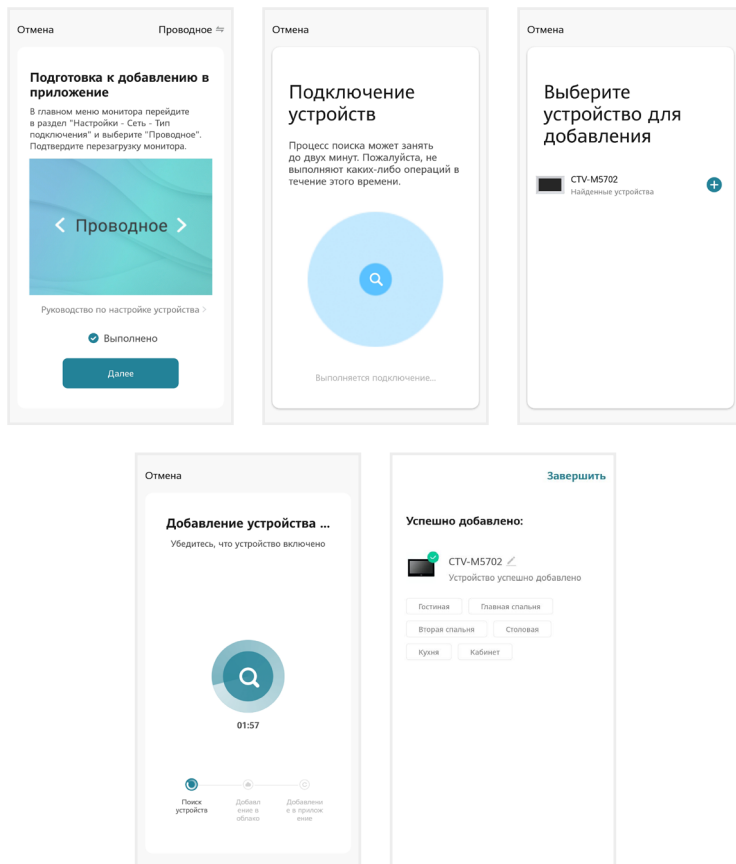 Отмена
Проводное
Подготовка к добавлению в
приложение
В главном меню монитора перейдите
в раздел "Настройки - Сеть - Тип
подключения" и выберите "Проводное".
Подтвердите перезагрузку монитора.
Проводное
Руководство по настройке устройства
Выполнено
Далее
Отмена
Подключение
устройств
Процесс поиска может занять
до двух минут. Пожалуйста, не
выполняют каких-либо операций в
течение этого времени.
Выполняется подключение...
Отмена
Выберите
устройство для
добавления
CTV-M5702
Найденные устройства
Отмена
Добавление устройства ...
Убедитесь, что устройство включено
01:57
Поиск
устройств
Добавл
ение в
облако
Добавлени
е в прилож
ение
Завершить
Успешно добавлено:
CTV-M5702
Устройство успешно добавлено
Гостиная
Главная спальня
Вторая спальня
Столовая
Кухня
Кабинет